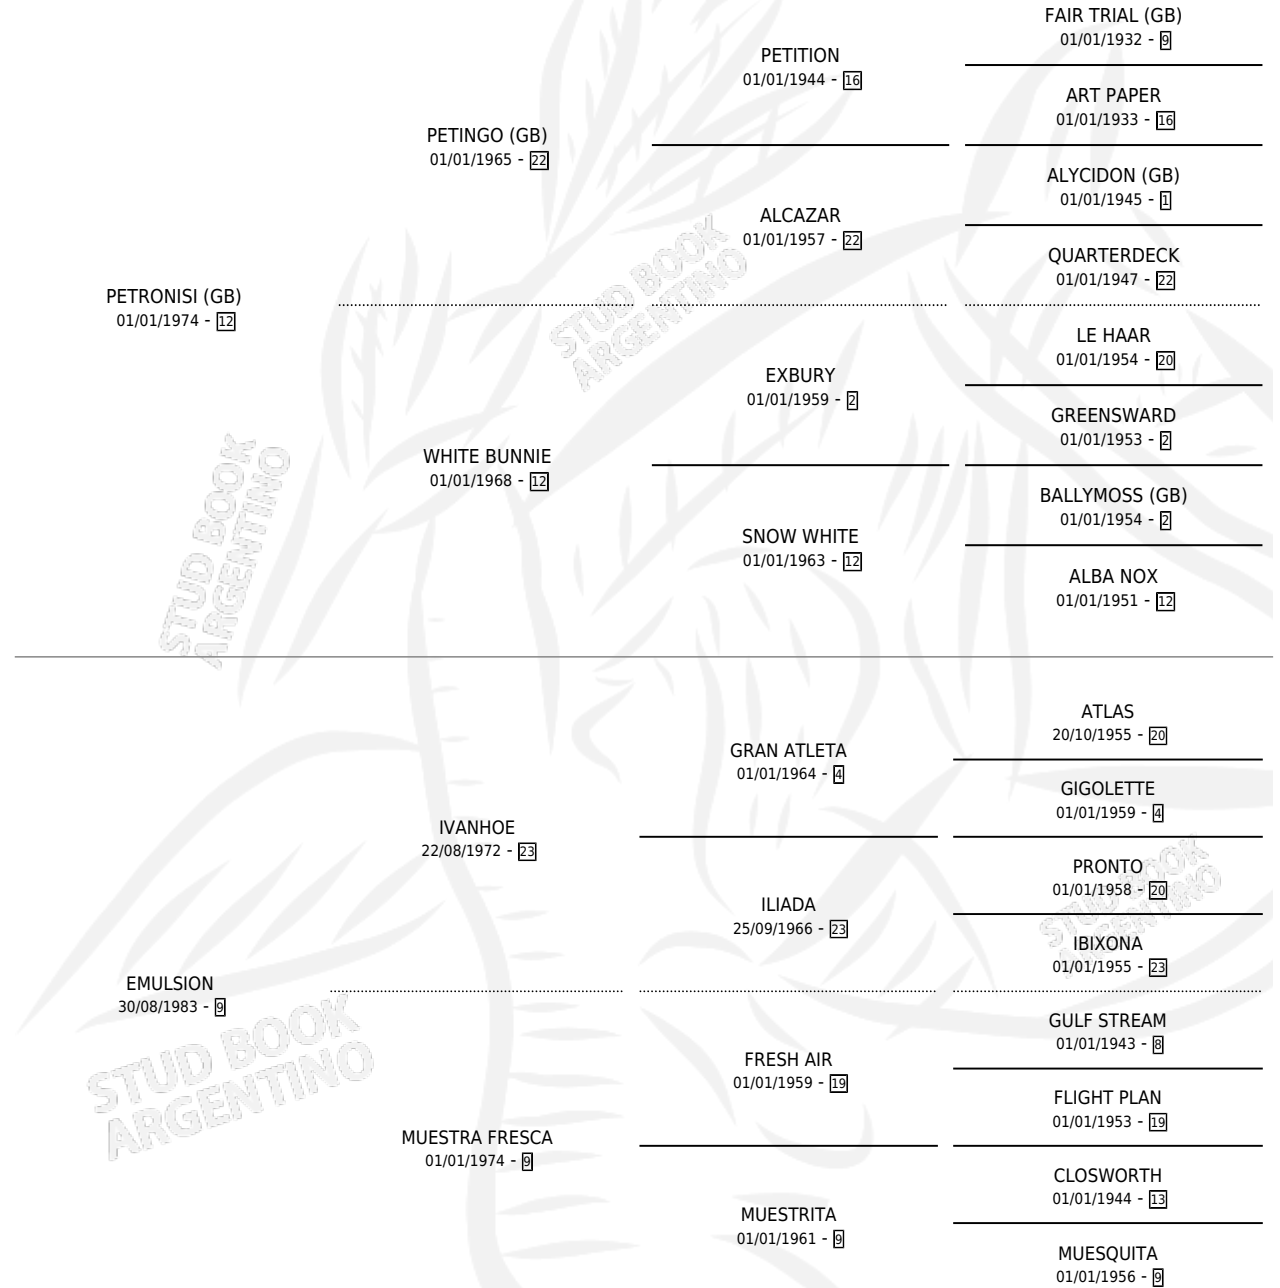 FAIR TRIAL (GB)
01/01/1932 - 9
PETITION
01/01/1944 - 16
ART PAPER
01/01/1933 - 16
PETINGO (GB)
01/01/1965 - 22
ALYCIDON (GB)
01/01/1945 - 1
ALCAZAR
01/01/1957 - 22
QUARTERDECK
01/01/1947 - 22
PETRONISI (GB)
01/01/1974 - 12
LE HAAR
01/01/1954 - 20
EXBURY
01/01/1959 - 2
GREENSWARD
01/01/1953 - 2
WHITE BUNNIE
01/01/1968 - 12
BALLYMOSS (GB)
01/01/1954 - 2
SNOW WHITE
01/01/1963 - 12
ALBA NOX
01/01/1951 - 12
ATLAS
20/10/1955 - 20
GRAN ATLETA
01/01/1964 - 4
GIGOLETTE
01/01/1959 - 4
IVANHOE
22/08/1972 - 23
PRONTO
01/01/1958 - 20
ILIADA
25/09/1966 - 23
IBIXONA
01/01/1955 - 23
EMULSION
30/08/1983 - 9
GULF STREAM
01/01/1943 - 8
FRESH AIR
01/01/1959 - 19
FLIGHT PLAN
01/01/1953 - 19
MUESTRA FRESCA
01/01/1974 - 9
CLOSWORTH
01/01/1944 - 13
MUESTRITA
01/01/1961 - 9
MUESQUITA
01/01/1956 - 9
STUD BOOK
ARGENTINO
STUD BOOK
ARGENTINO
STUD BOOK
ARGENTINO
STUD BOOK
ARGENTINO